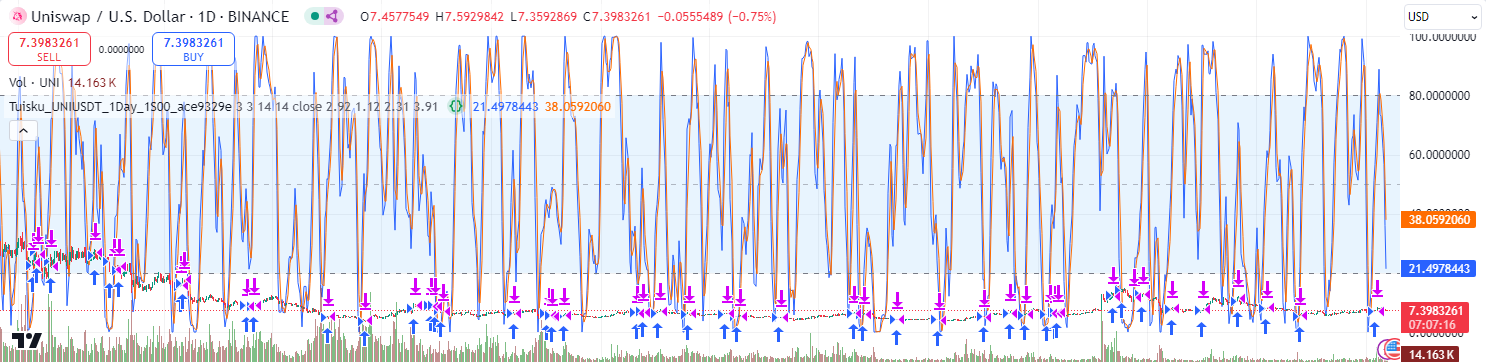 Uniswap / U.S. Dollar · 1D · BINANCE O7.4577549 H7.5929842 L7.3592869 C7.3983261 −0.0555489 (−0.75%)
USD
7.3983261
SELL
0.0000000
7.3983261
BUY
Vol · UNI 14.163 K
Tuisku_UNIUSDT_1Day_1S00_ace9329e 3 3 14 14 close 2.92 1.12 2.31 3.91 21.4978443 38.0592060
100.0000000
80.0000000
60.0000000
38.0592060
21.4978443
7.3983261
07:07:16
14.163 K